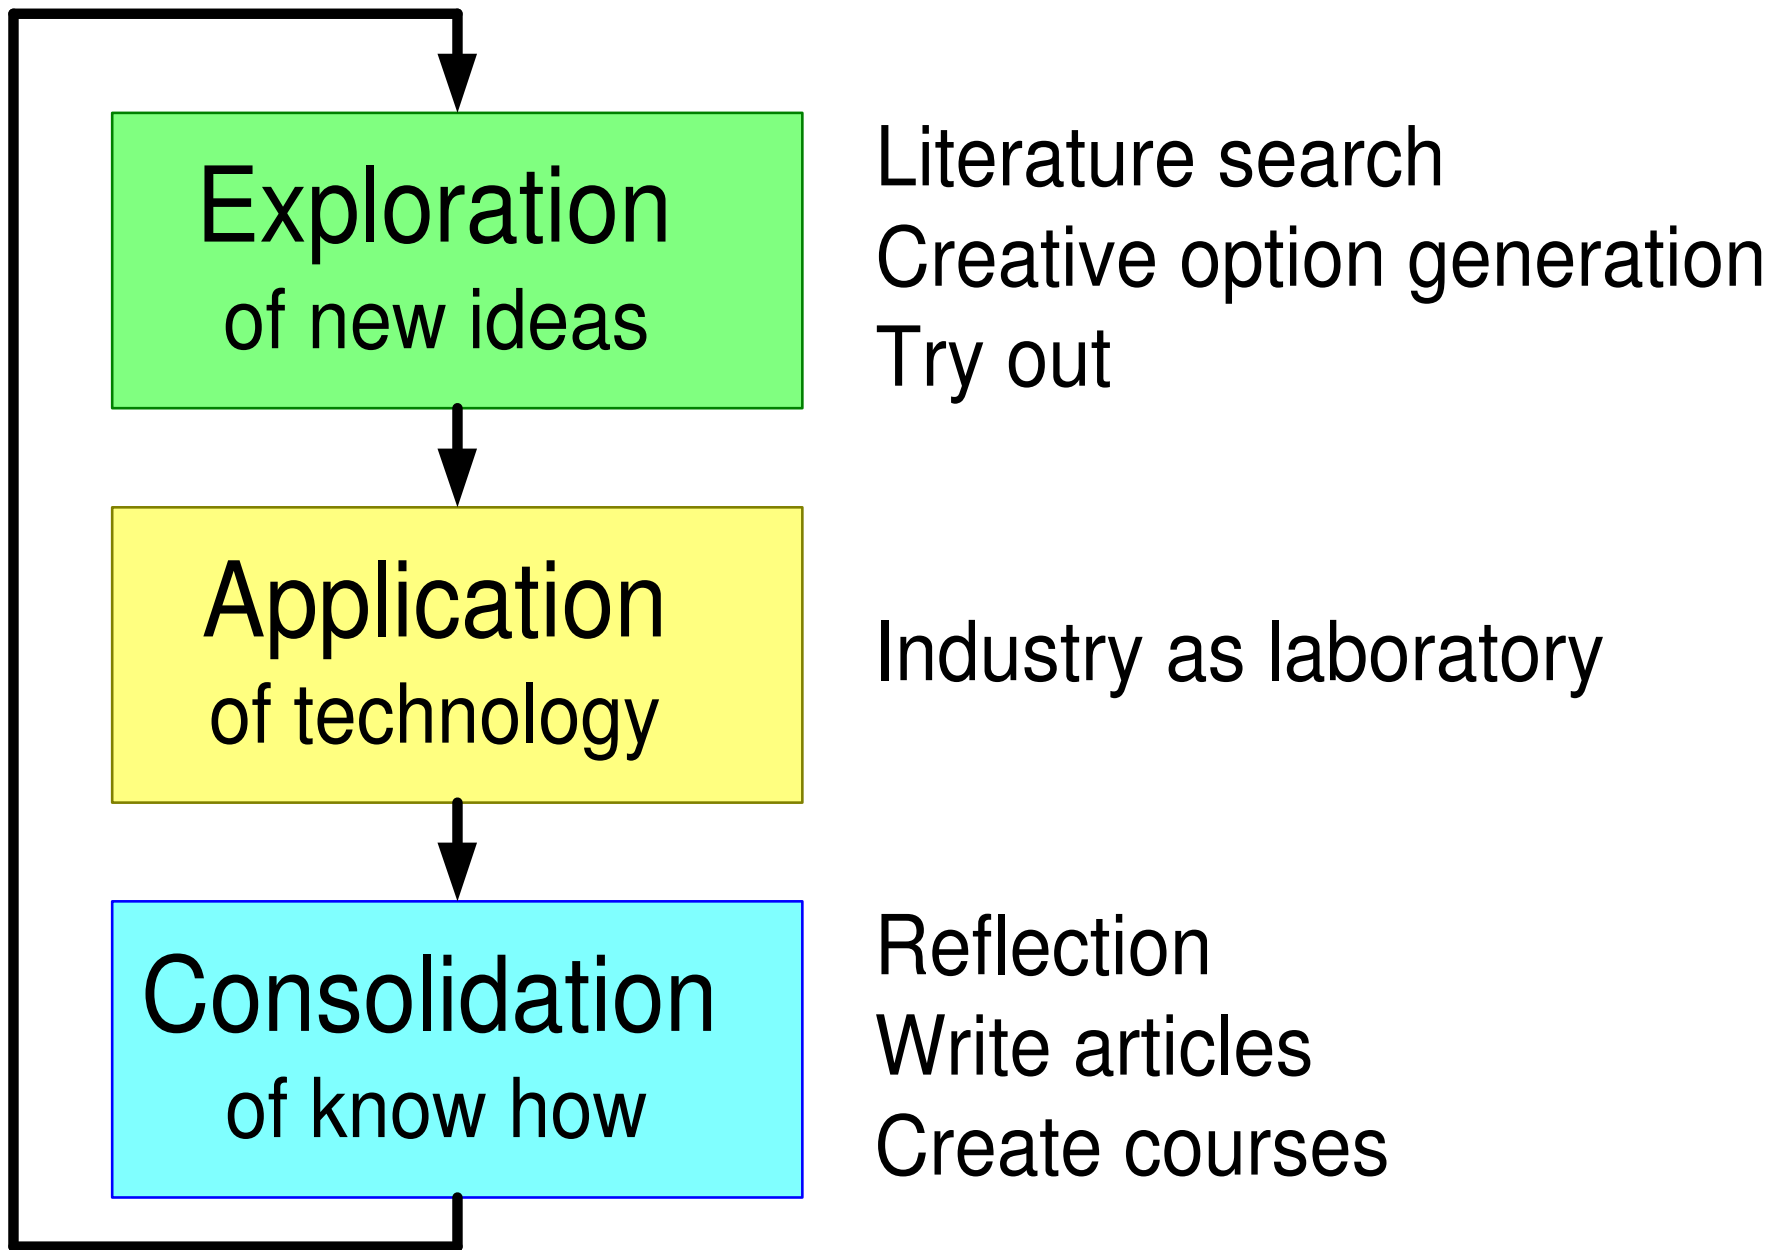 Exploration
of new ideas
Literature search
Creative option generation
Try out
Application
of technology
Industry as laboratory
Consolidation
of know how
Reflection
Write articles
Create courses